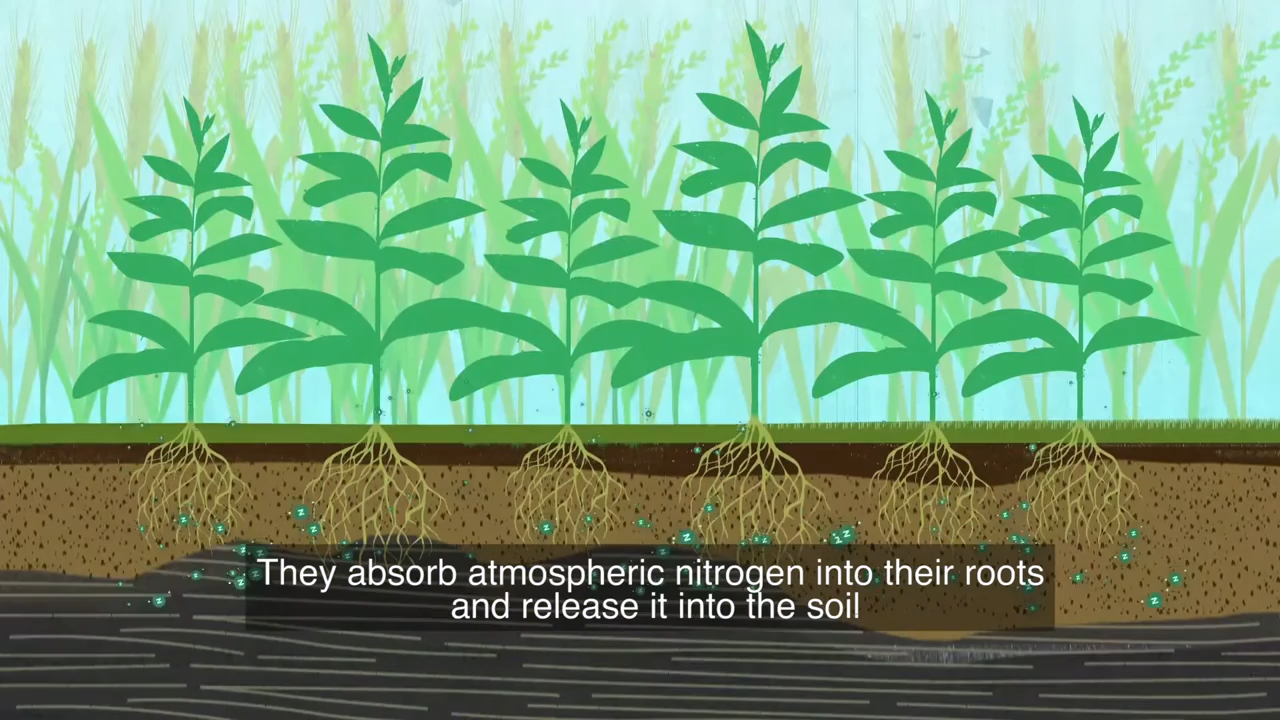 They absorb atmospheric nitrogen into their roots
and release it into the soil